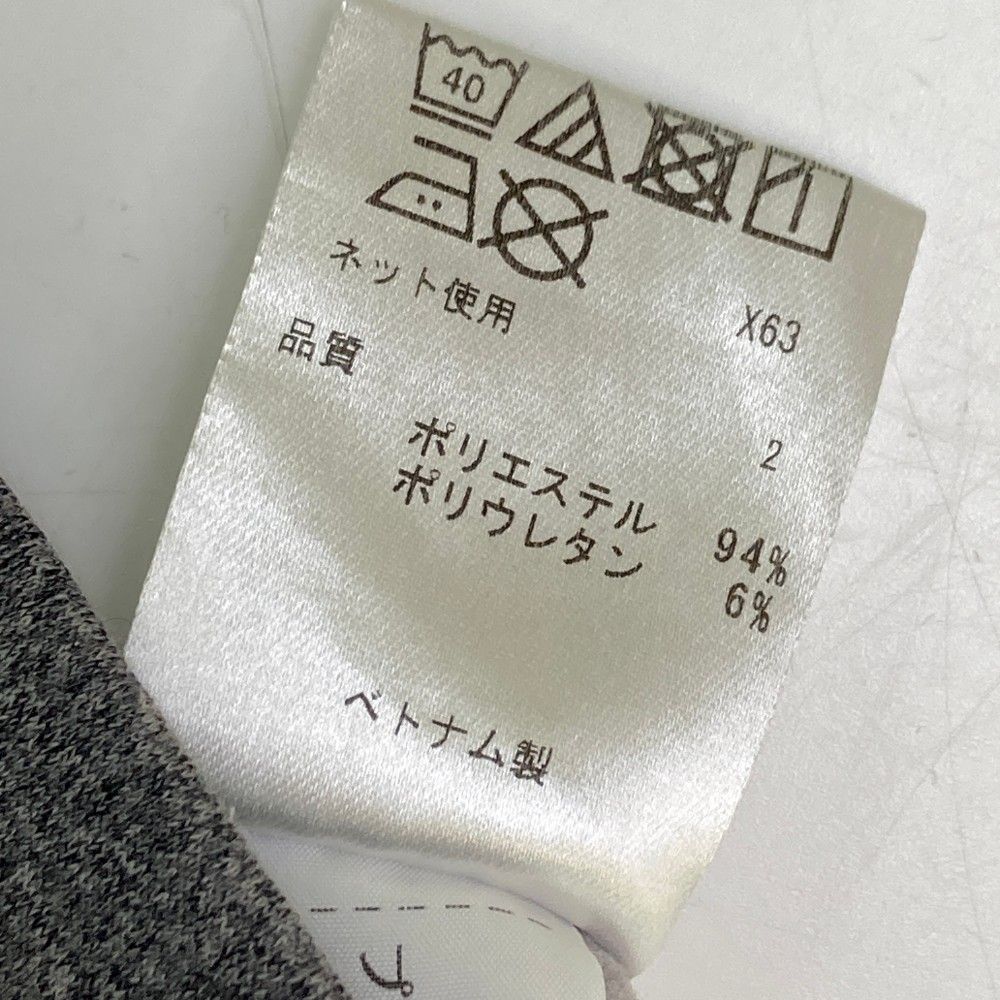 40
ネット使用 X63
品質
2
ポリエステル 94%
ポリウレタン 6%
ベトナム製
プ